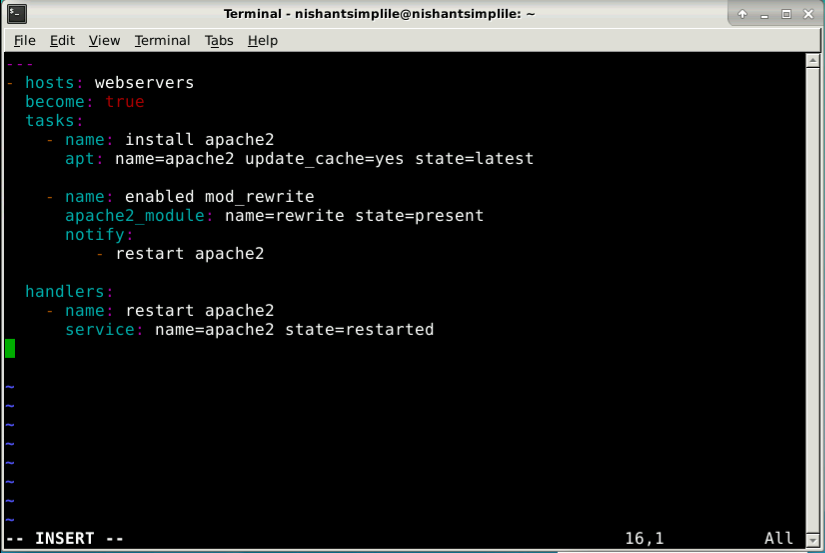 Terminal - nishantsimplile@nishantsimplile: ~
File Edit View Terminal Tabs Help
---
- hosts: webservers
  become: true
  tasks:
    - name: install apache2
      apt: name=apache2 update_cache=yes state=latest

    - name: enabled mod_rewrite
      apache2_module: name=rewrite state=present
      notify:
         - restart apache2

  handlers:
    - name: restart apache2
      service: name=apache2 state=restarted

~
~
~
~
~
~
~
~
-- INSERT -- 16,1 All